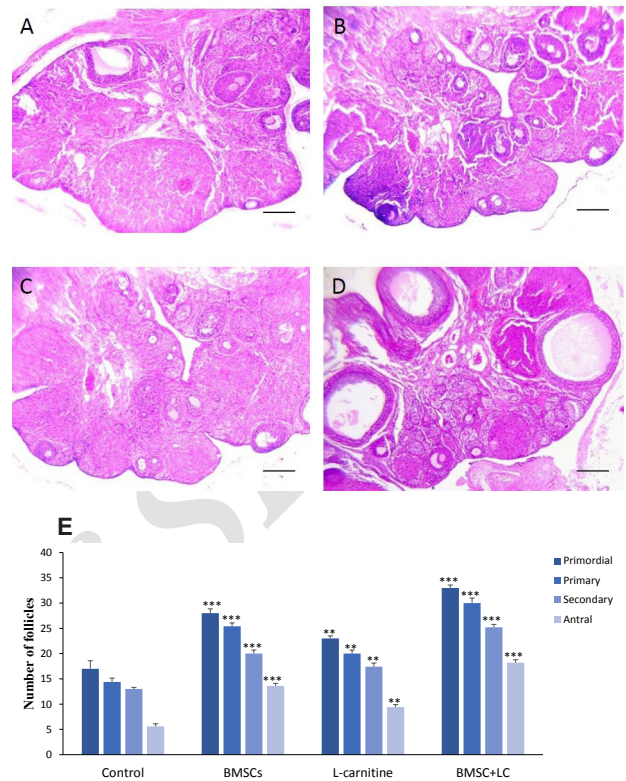 A
B
C
D
E
40
35
30
25
20
15
10
5
0
Number of follicles
*** *** *** ***
** ** ** **
*** *** *** ***
Control BMSCs L-carnitine BMSC+LC
Primordial
Primary
Secondary
Antral